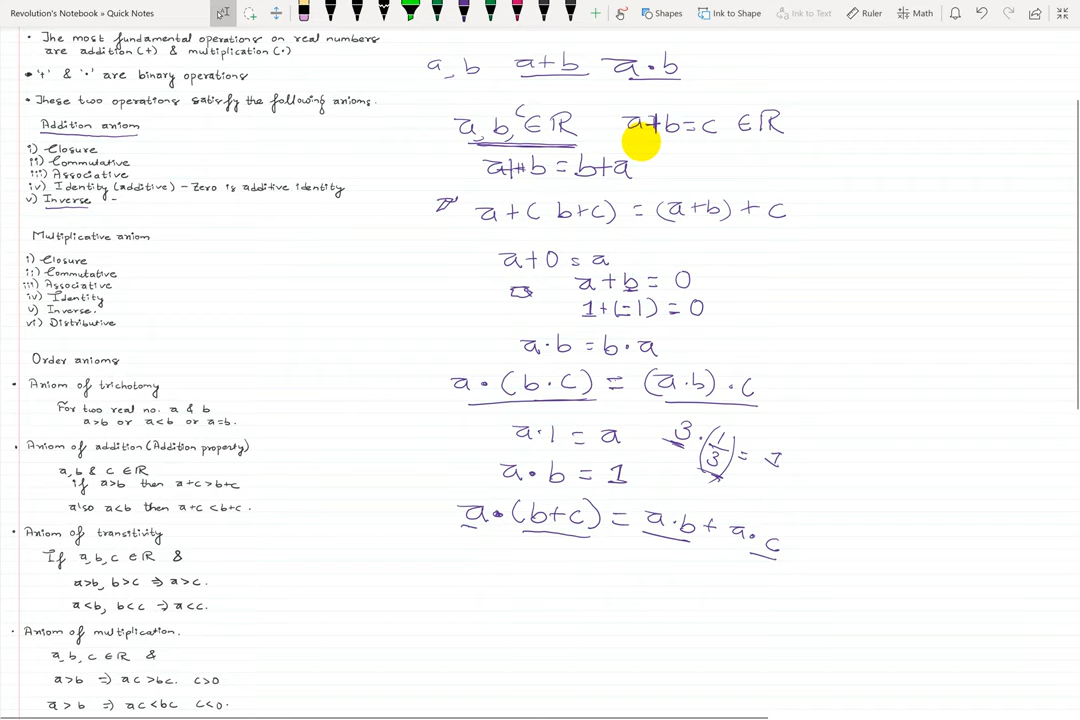 Revolution's Notebook » Quick Notes
Shapes
Ink to Shape
Ink to Text
Ruler
Math
• The most fundamental operations on real numbers
are addition (+) & multiplication (•)
• '+' & '•' are binary operations
• These two operations satisfy the following axioms.
Addition axiom
i) Closure
ii) Commutative
iii) Associative
iv) Identity (additive) - Zero is additive identity
v) Inverse -
Multiplicative axiom
i) Closure
ii) Commutative
iii) Associative
iv) Identity
v) Inverse.
vi) Distributive
Order axioms
• Axiom of trichotomy
For two real no. a & b
a>b or a<b or a=b.
• Axiom of addition (Addition property)
a, b & c ∈ ℝ
if a>b then a+c > b+c
also a<b then a+c < b+c.
• Axiom of transitivity
If a, b, c ∈ ℝ &
a>b, b>c ⇒ a>c.
a<b, b<c ⇒ a<c.
• Axiom of multiplication.
a, b, c ∈ ℝ &
a>b ⇒ ac>bc. c>0
a>b ⇒ ac<bc c<0.
a, b a+b a•b
a, b, c ∈ ℝ a+b=c ∈ ℝ
a+b = b+a
a+(b+c) = (a+b)+c
a+0 = a
a+b = 0
1+(-1) = 0
a•b = b•a
a•(b•c) = (a•b)•c
a•1 = a 3•(1/3) = 1
a•b = 1
a•(b+c) = a•b + a•c